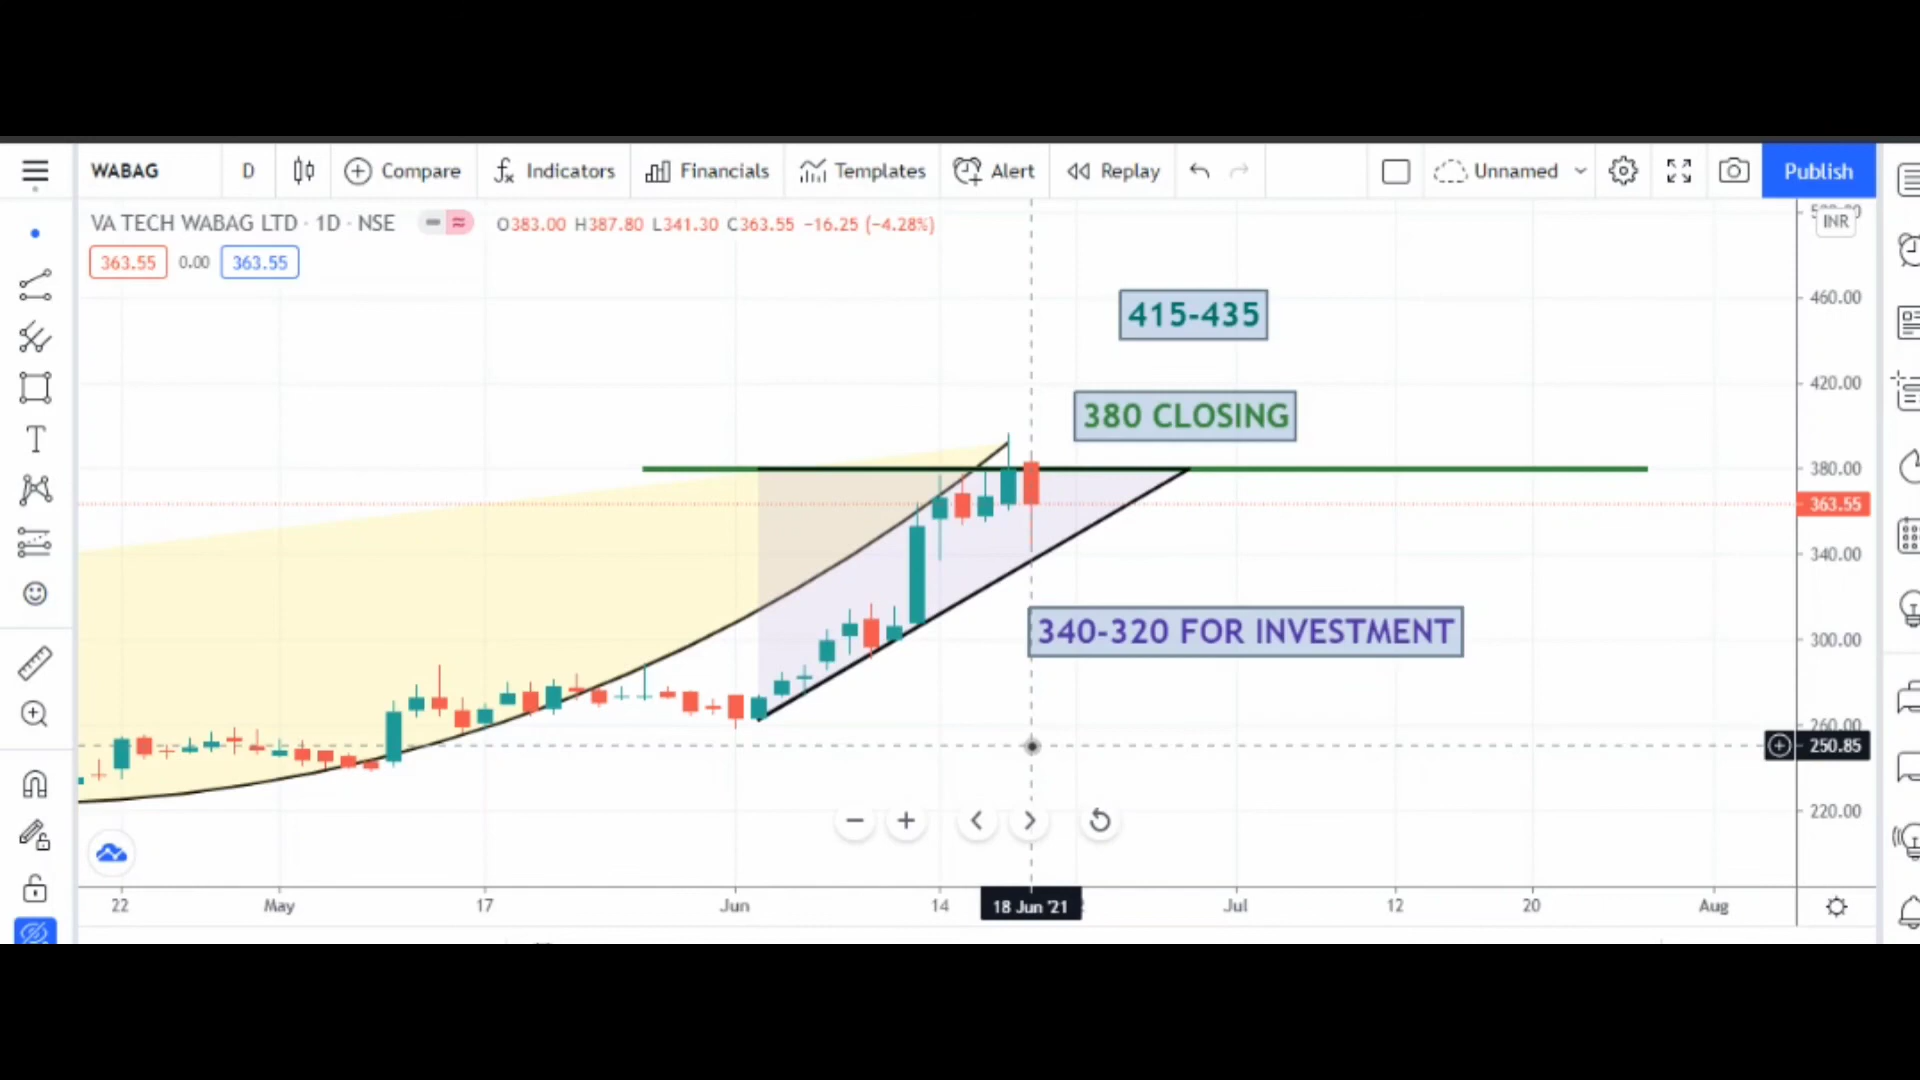 WABAG D Compare Indicators Financials Templates Alert Replay Unnamed Publish
VA TECH WABAG LTD · 1D · NSE O383.00 H387.80 L341.30 C363.55 −16.25 (−4.28%)
INR
363.55 0.00 363.55
460.00
415-435
420.00
380 CLOSING
380.00
363.55
340.00
340-320 FOR INVESTMENT
300.00
260.00
250.85
220.00
22 May 17 Jun 14 18 Jun '21 Jul 12 20 Aug